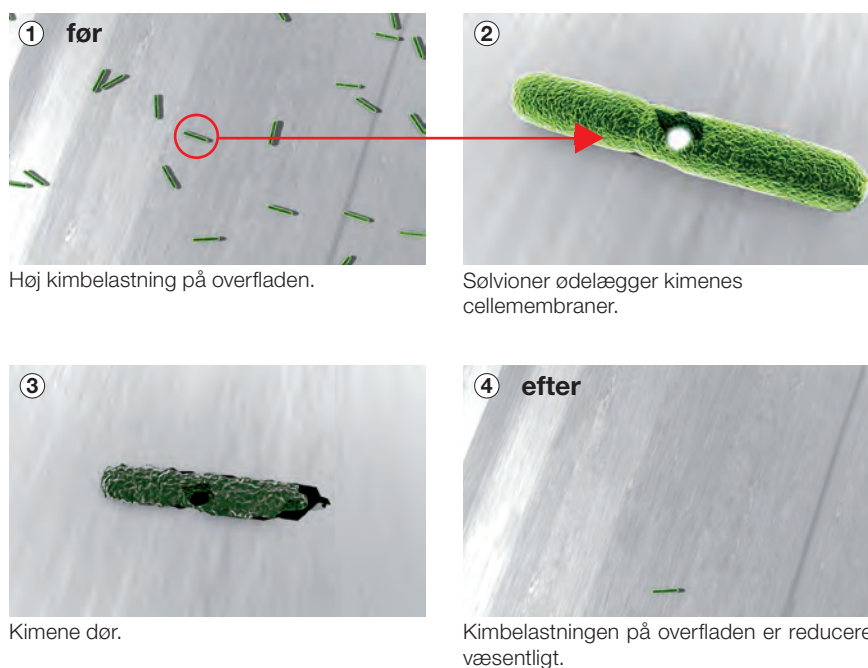 1 før
Høj kimbelastning på overfladen.
2
Sølvioner ødelægger kimenes
cellemembraner.
3
Kimene dør.
4 efter
Kimbelastningen på overfladen er reducere
væsentligt.